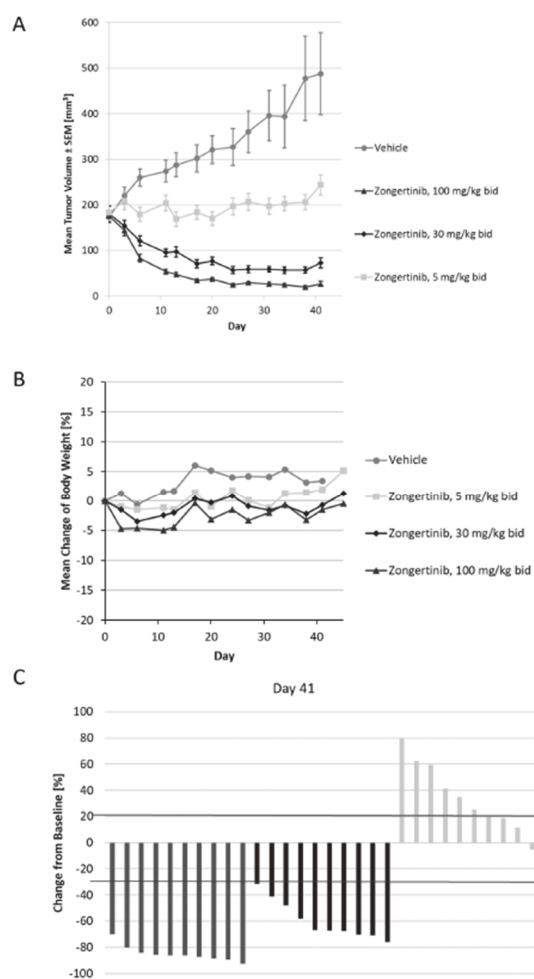 A
Mean Tumor Volume ± SEM [mm³]
600
500
400
300
200
100
0
0 10 20 30 40 50
Day
Vehicle
Zongertinib, 100 mg/kg bid
Zongertinib, 30 mg/kg bid
Zongertinib, 5 mg/kg bid
B
Mean Change of Body Weight [%]
20
15
10
5
0
-5
-10
-15
-20
0 10 20 30 40
Day
Vehicle
Zongertinib, 5 mg/kg bid
Zongertinib, 30 mg/kg bid
Zongertinib, 100 mg/kg bid
C
Day 41
Change from Baseline [%]
100
80
60
40
20
0
-20
-40
-60
-80
-100